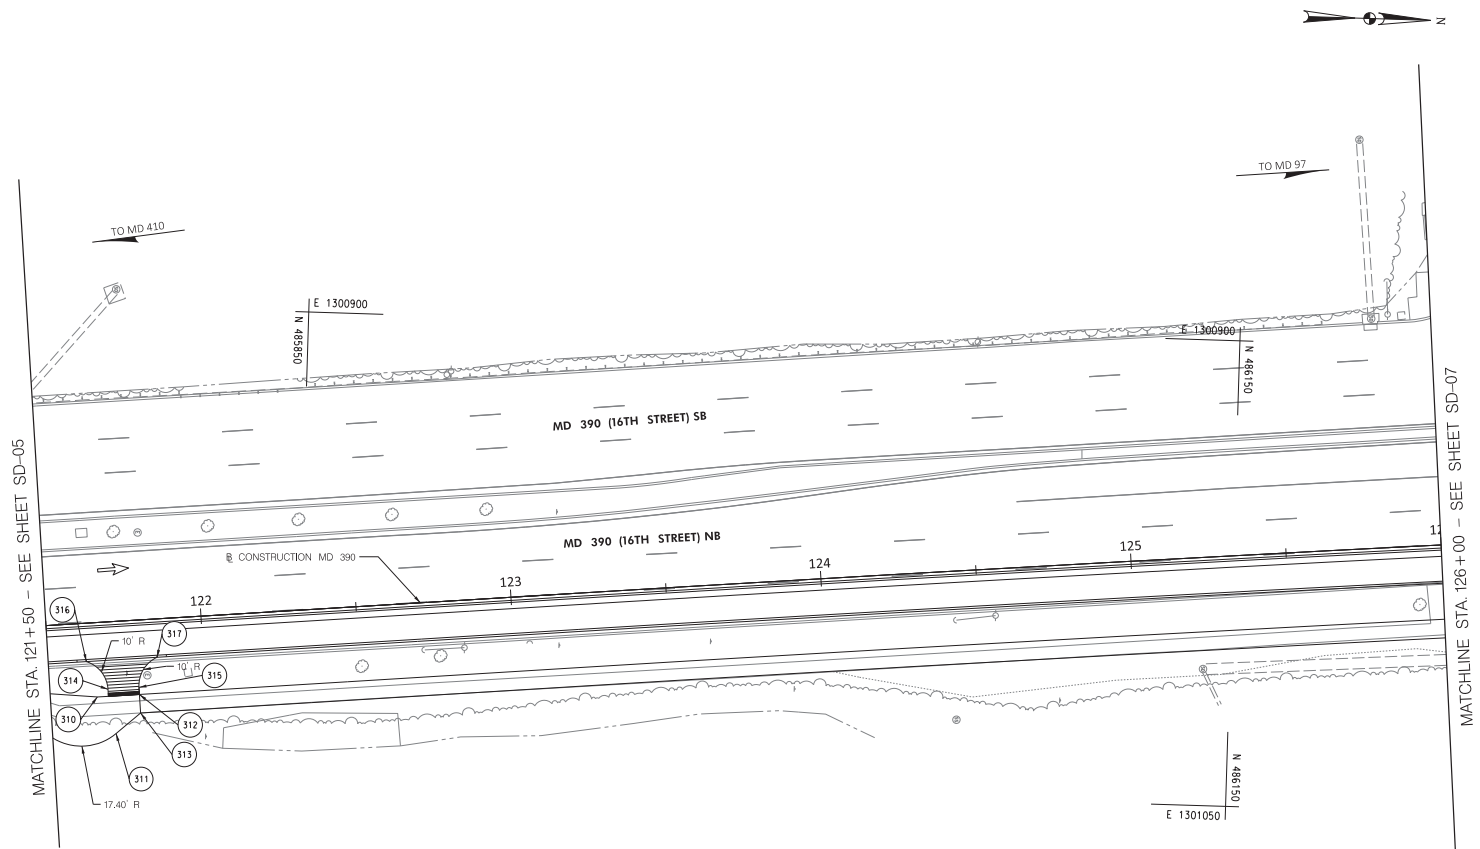 N
TO MD 97
TO MD 410
E 1300900
N 485850
E 1300900
N 486150
MD 390 (16TH STREET) SB
MD 390 (16TH STREET) NB
CONSTRUCTION MD 390
122
123
124
125
12
316
10' R
317
10' R
314
315
310
312
313
311
17.40' R
N 486150
E 1301050
MATCHLINE STA. 121+50 - SEE SHEET SD-05
MATCHLINE STA. 126+00 - SEE SHEET SD-07